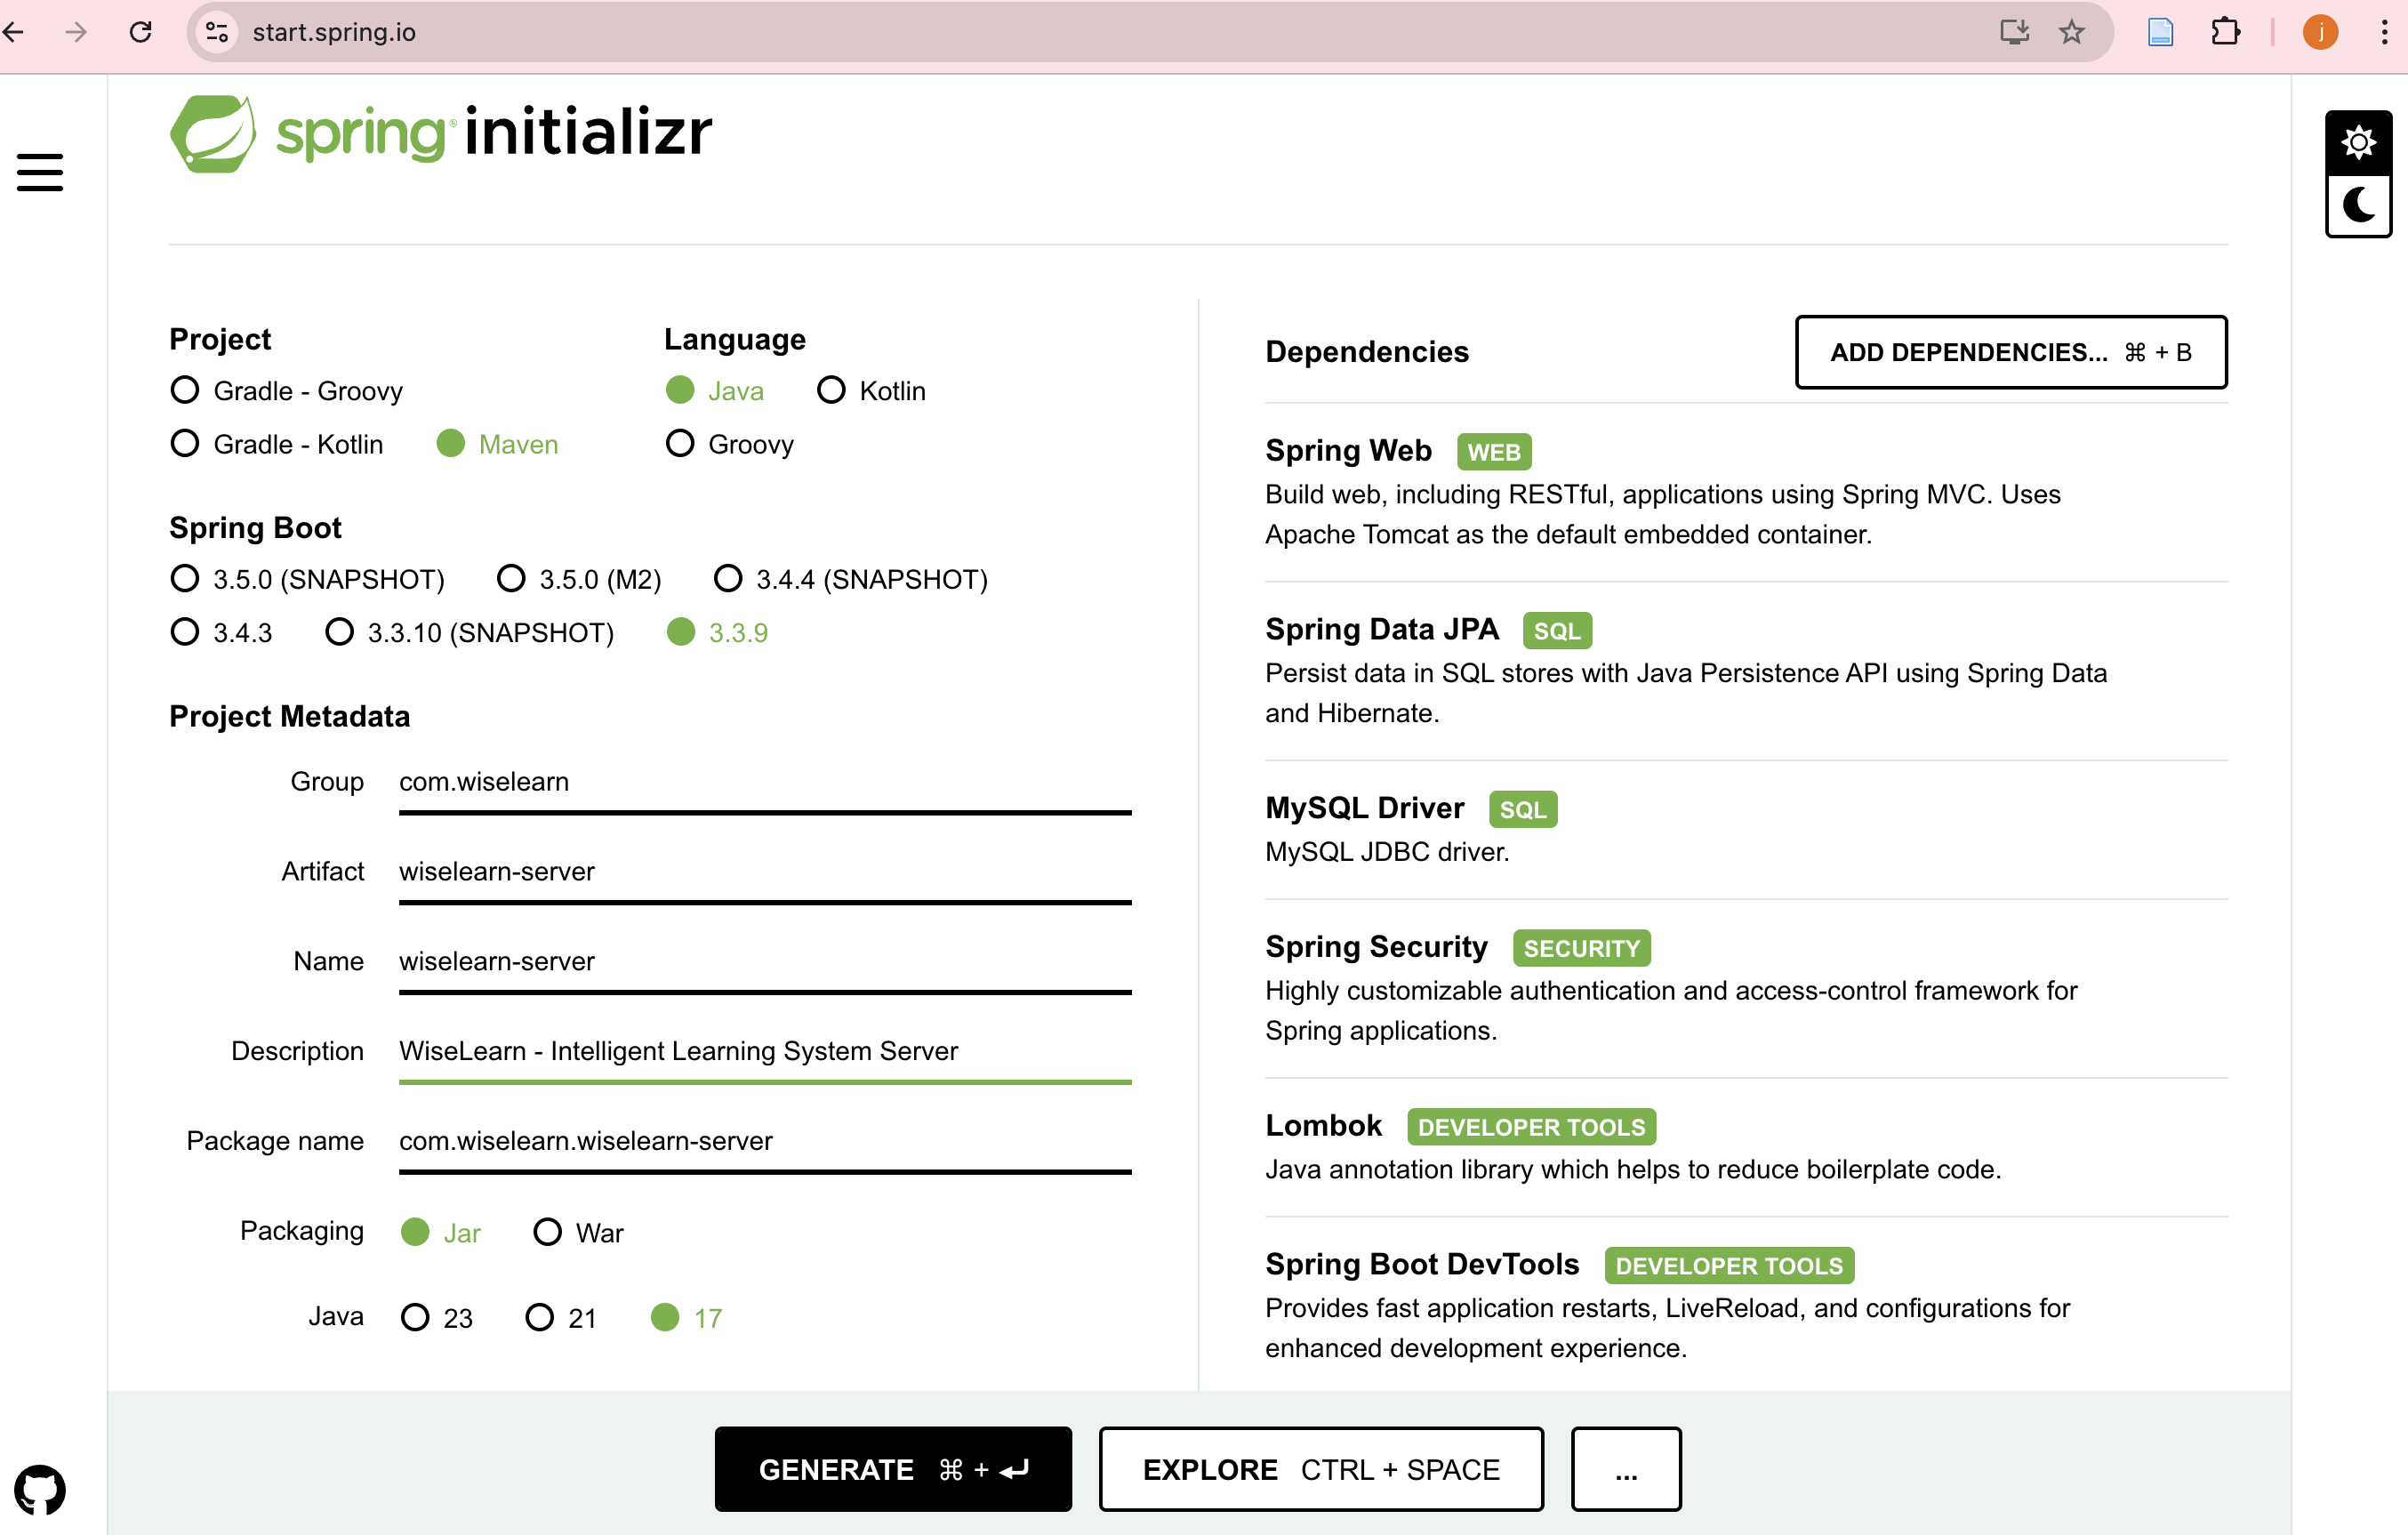 start.spring.io
j
spring® initializr
Project
Gradle - Groovy
Gradle - Kotlin Maven
Language
Java Kotlin
Groovy
Spring Boot
3.5.0 (SNAPSHOT) 3.5.0 (M2) 3.4.4 (SNAPSHOT)
3.4.3 3.3.10 (SNAPSHOT) 3.3.9
Project Metadata
Group com.wiselearn
Artifact wiselearn-server
Name wiselearn-server
Description WiseLearn - Intelligent Learning System Server
Package name com.wiselearn.wiselearn-server
Packaging Jar War
Java 23 21 17
Dependencies ADD DEPENDENCIES... ⌘ + B
Spring Web WEB
Build web, including RESTful, applications using Spring MVC. Uses
Apache Tomcat as the default embedded container.
Spring Data JPA SQL
Persist data in SQL stores with Java Persistence API using Spring Data
and Hibernate.
MySQL Driver SQL
MySQL JDBC driver.
Spring Security SECURITY
Highly customizable authentication and access-control framework for
Spring applications.
Lombok DEVELOPER TOOLS
Java annotation library which helps to reduce boilerplate code.
Spring Boot DevTools DEVELOPER TOOLS
Provides fast application restarts, LiveReload, and configurations for
enhanced development experience.
GENERATE ⌘ + ⏎ EXPLORE CTRL + SPACE ...